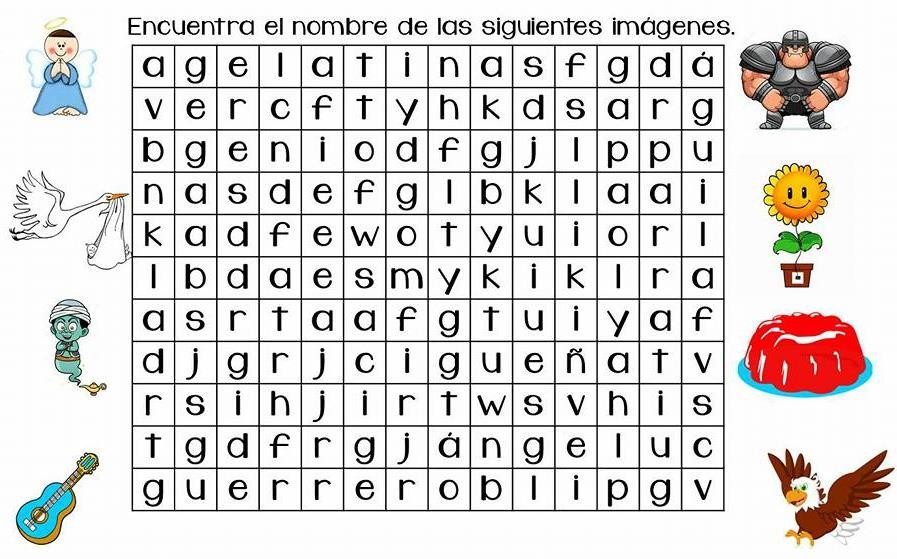 Encuentra el nombre de las siguientes imágenes.
a g e l a t i n a s f g d á
v e r c f t y h k d s a r g
b g e n i o d f g j l p p u
n a s d e f g l b k l a a i
k a d f e w o t y u i o r l
l b d a e s m y k i k l r a
a s r t a a f g t u i y a f
d j g r j c i g u e ñ a t v
r s i h j i r t w s v h i s
t g d f r g j á n g e l u c
g u e r r e r o b l i p g v